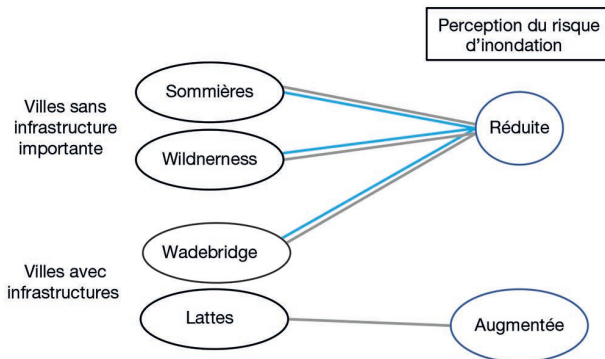 Perception du risque
d'inondation
Villes sans
infrastructure
importante
Sommières
Wildnerness
Réduite
Villes avec
infrastructures
Wadebridge
Lattes
Augmentée